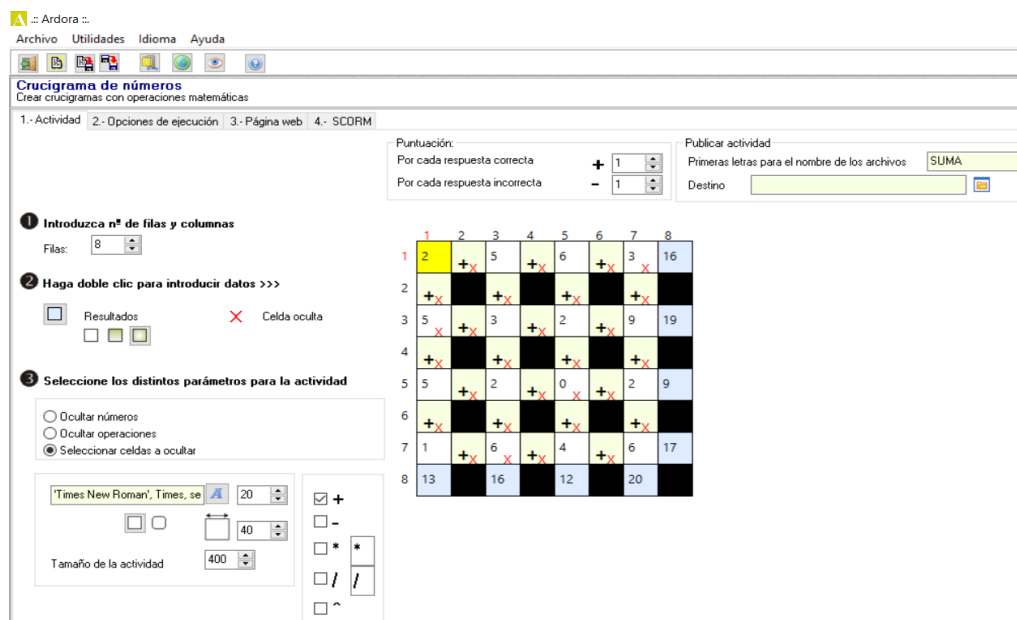 .:: Ardora ::.
Archivo Utilidades Idioma Ayuda
Crucigrama de números
Crear crucigramas con operaciones matemáticas
1.- Actividad 2.- Opciones de ejecución 3.- Página web 4.- SCORM
Puntuación:
Por cada respuesta correcta + 1
Por cada respuesta incorrecta - 1
Publicar actividad
Primeras letras para el nombre de los archivos SUMA
Destino
1 Introduzca nº de filas y columnas
Filas: 8
2 Haga doble clic para introducir datos >>>
Resultados X Celda oculta
3 Seleccione los distintos parámetros para la actividad
Ocultar números
Ocultar operaciones
Seleccionar celdas a ocultar
'Times New Roman', Times, se A 20
40
Tamaño de la actividad 400
+
-
* *
/ /
^
1 2 3 4 5 6 7 8
1 2 +X 5 +X 6 +X 3 X 16
2 +X +X +X +X
3 5 X +X 3 +X 2 +X 9 19
4 +X +X +X +X
5 5 +X 2 +X 0 X +X 2 9
6 +X +X +X +X
7 1 +X 6 X +X 4 +X 6 17
8 13 16 12 20